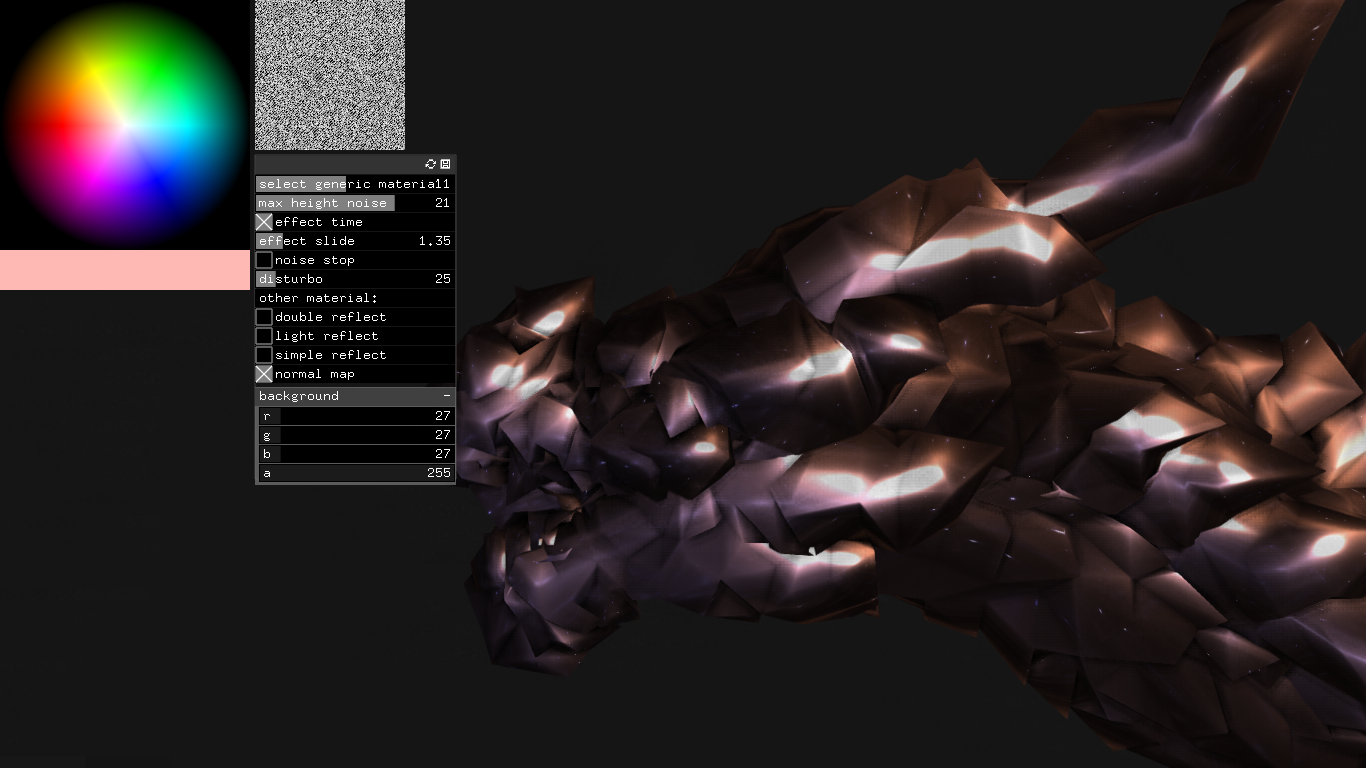 select generic material1
max height noise 21
effect time
effect slide 1.35
noise stop
disturbo 25
other material:
double reflect
light reflect
simple reflect
normal map
background -
r 27
g 27
b 27
a 255